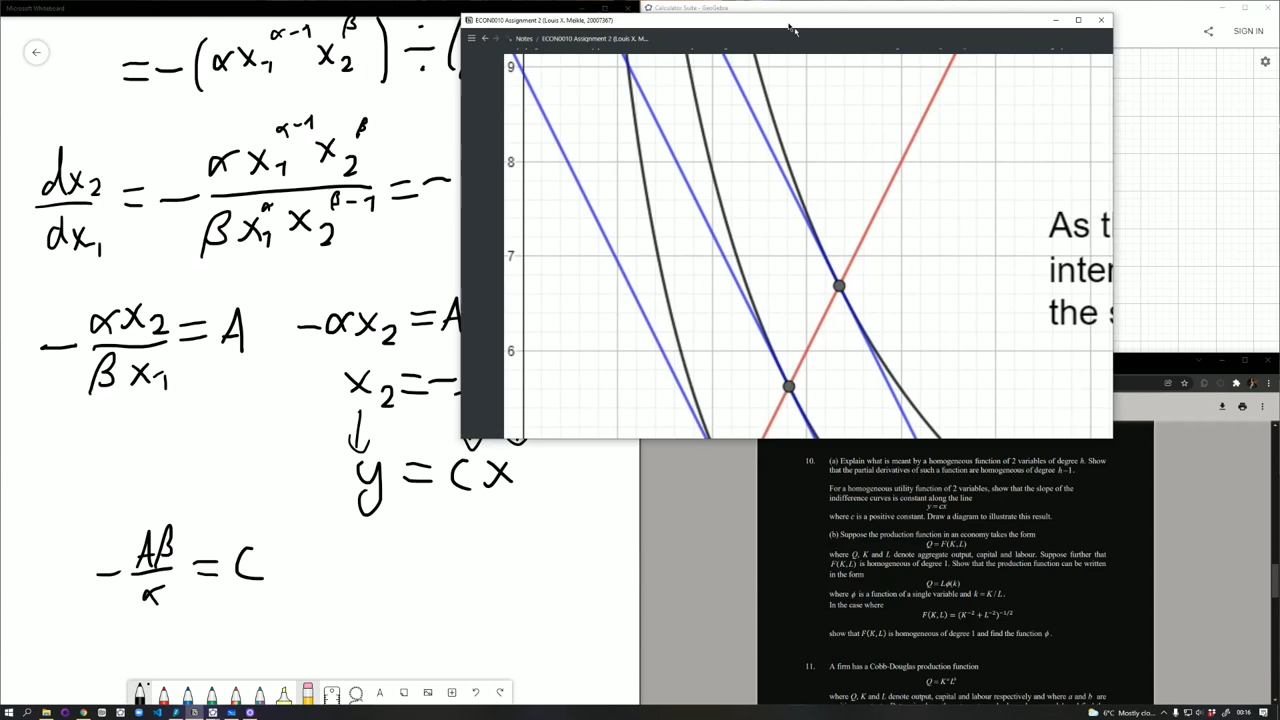 Microsoft Whiteboard
= − (αx₁^(α−1) x₂^β) ÷ (
dx₂/dx₁ = − (αx₁^(α−1) x₂^β)/(βx₁^α x₂^(β−1)) = −
− αx₂/βx₁ = A
−αx₂ = A
x₂ = −
↓
y = cx
− Aβ/α = C
ECON0010 Assignment 2 (Louis X. Meikle, 20007367)
Notes / ECON0010 Assignment 2 (Louis X. M...
9
8
7
6
As t
inter
the s
Calculator Suite - GeoGebra
SIGN IN
10. (a) Explain what is meant by a homogeneous function of 2 variables of degree h. Show
that the partial derivatives of such a function are homogeneous of degree h−1.
For a homogeneous utility function of 2 variables, show that the slope of the
indifference curves is constant along the line
y = cx
where c is a positive constant. Draw a diagram to illustrate this result.
(b) Suppose the production function in an economy takes the form
Q = F(K,L)
where Q, K and L denote aggregate output, capital and labour. Suppose further that
F(K,L) is homogeneous of degree 1. Show that the production function can be written
in the form
Q = Lϕ(k)
where ϕ is a function of a single variable and k = K / L.
In the case where
F(K,L) = (K⁻² + L⁻²)^(−1/2)
show that F(K,L) is homogeneous of degree 1 and find the function ϕ.
11. A firm has a Cobb-Douglas production function
Q = KᵃLᵇ
where Q, K and L denote output, capital and labour respectively and where a and b are
6°C Mostly clou...
00:16